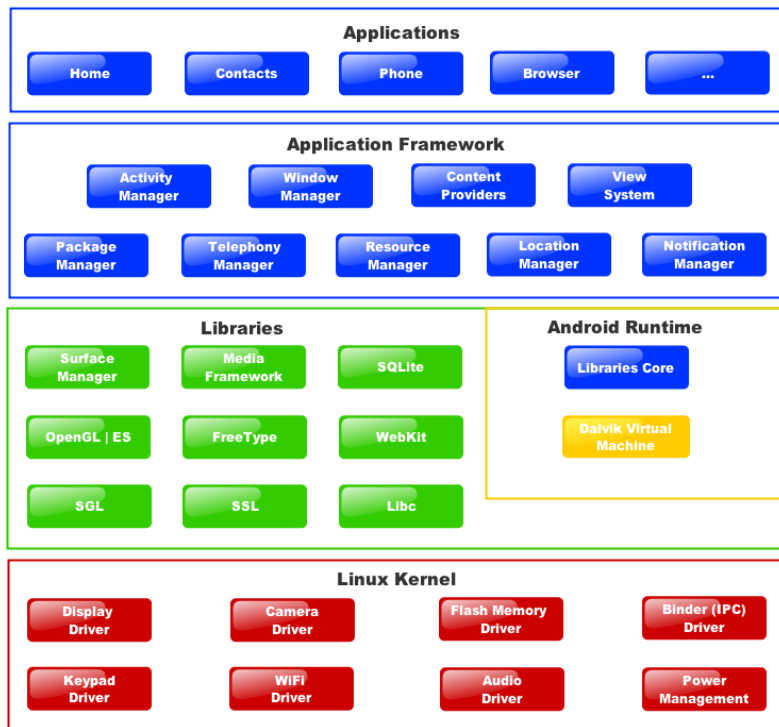 Applications
Home
Contacts
Phone
Browser
...
Application Framework
Activity
Manager
Window
Manager
Content
Providers
View
System
Package
Manager
Telephony
Manager
Resource
Manager
Location
Manager
Notification
Manager
Libraries
Surface
Manager
Media
Framework
SQLite
OpenGL | ES
FreeType
WebKit
SGL
SSL
Libc
Android Runtime
Libraries Core
Dalvik Virtual
Machine
Linux Kernel
Display
Driver
Camera
Driver
Flash Memory
Driver
Binder (IPC)
Driver
Keypad
Driver
WiFi
Driver
Audio
Driver
Power
Management